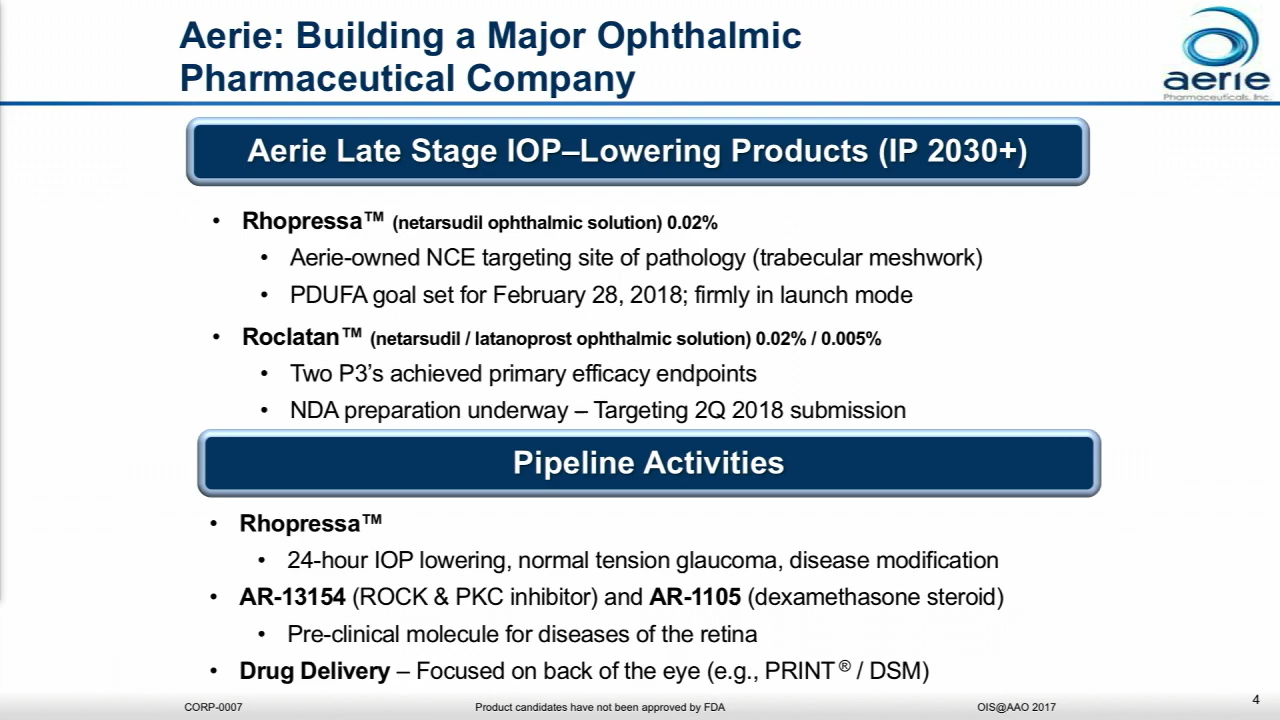 Aerie: Building a Major Ophthalmic
Pharmaceutical Company
aerie
Pharmaceuticals, Inc.
Aerie Late Stage IOP–Lowering Products (IP 2030+)
• Rhopressa™ (netarsudil ophthalmic solution) 0.02%
• Aerie-owned NCE targeting site of pathology (trabecular meshwork)
• PDUFA goal set for February 28, 2018; firmly in launch mode
• Roclatan™ (netarsudil / latanoprost ophthalmic solution) 0.02% / 0.005%
• Two P3’s achieved primary efficacy endpoints
• NDA preparation underway – Targeting 2Q 2018 submission
Pipeline Activities
• Rhopressa™
• 24-hour IOP lowering, normal tension glaucoma, disease modification
• AR-13154 (ROCK & PKC inhibitor) and AR-1105 (dexamethasone steroid)
• Pre-clinical molecule for diseases of the retina
• Drug Delivery – Focused on back of the eye (e.g., PRINT ® / DSM)
CORP-0007 Product candidates have not been approved by FDA OIS@AAO 2017 4